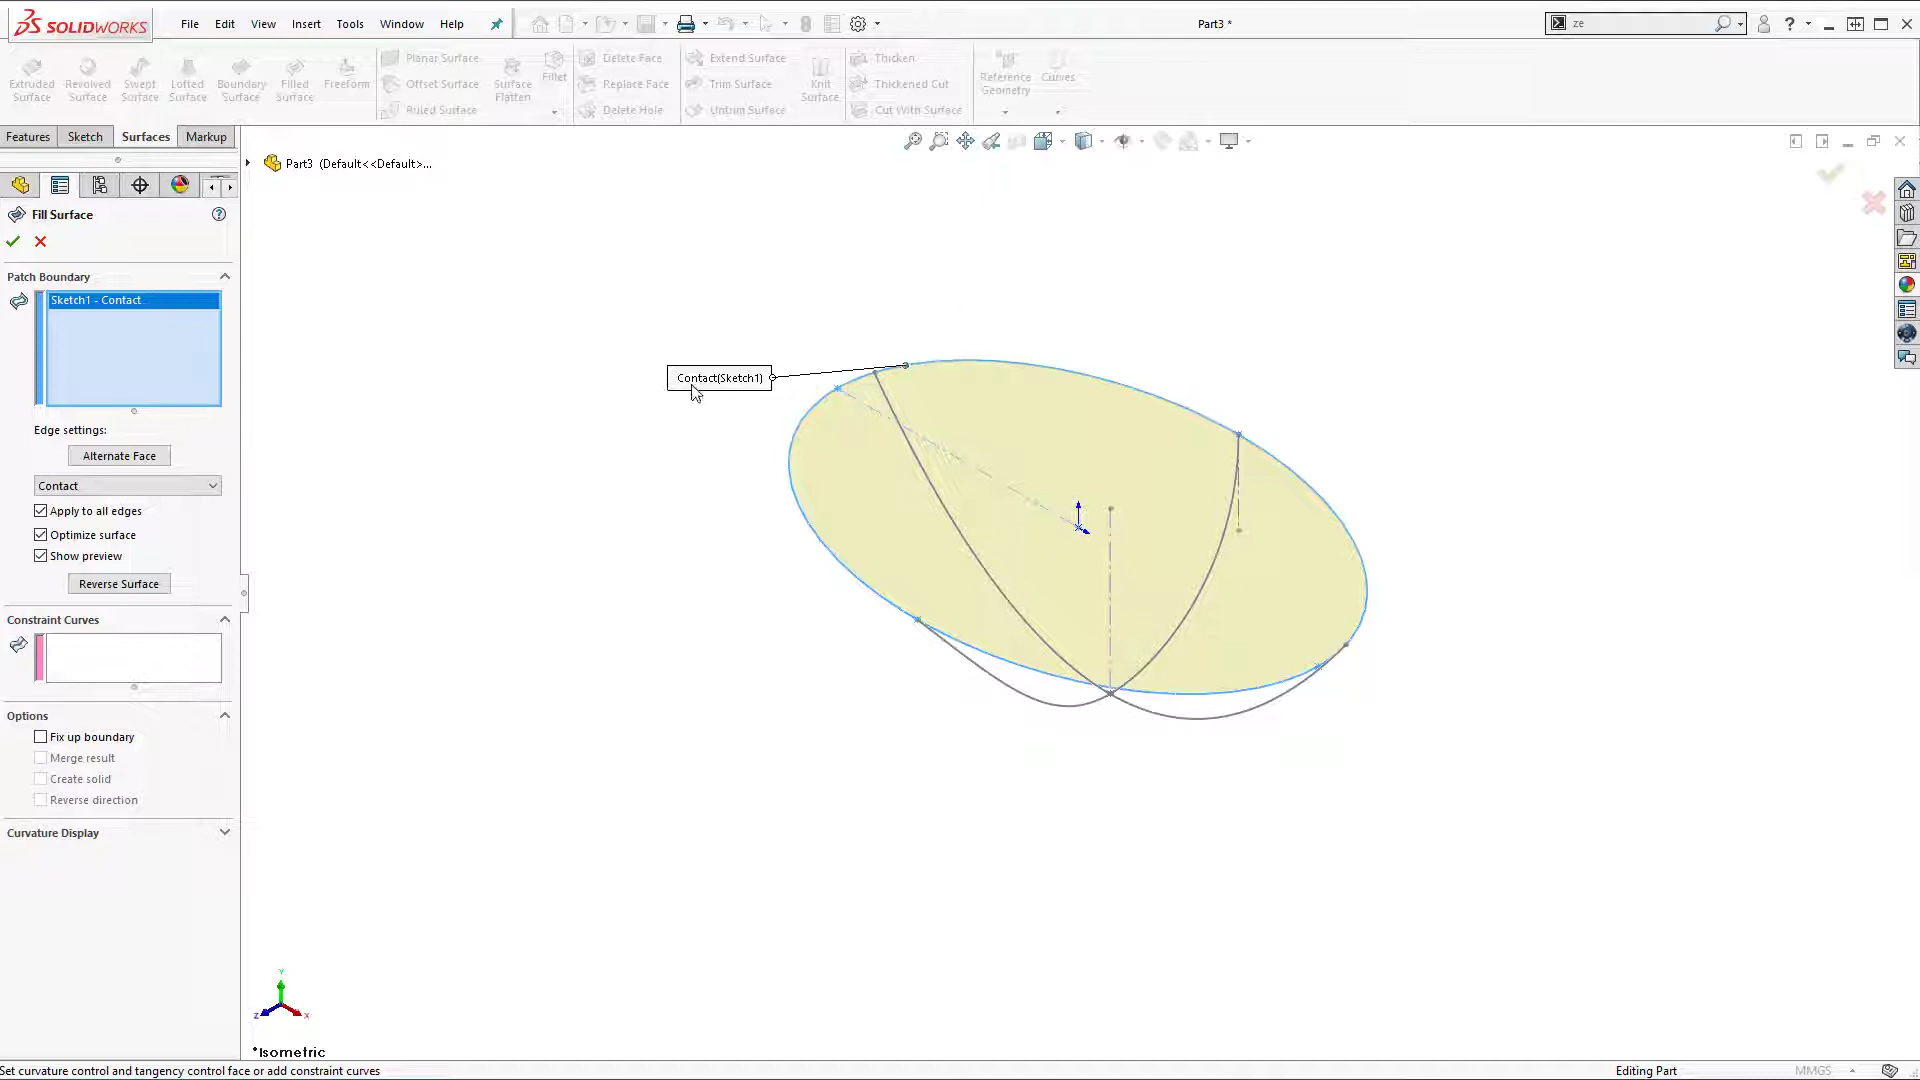 SOLIDWORKS
File Edit View Insert Tools Window Help
Part3 *
ze
Extruded Surface
Revolved Surface
Swept Surface
Lofted Surface
Boundary Surface
Filled Surface
Freeform
Planar Surface
Offset Surface
Ruled Surface
Surface Flatten
Fillet
Delete Face
Replace Face
Delete Hole
Extend Surface
Trim Surface
Untrim Surface
Knit Surface
Thicken
Thickened Cut
Cut With Surface
Reference Geometry
Curves
Features Sketch Surfaces Markup
Part3 (Default<<Default>...
Fill Surface
Patch Boundary
Sketch1 - Contact
Edge settings:
Alternate Face
Contact
Apply to all edges
Optimize surface
Show preview
Reverse Surface
Constraint Curves
Options
Fix up boundary
Merge result
Create solid
Reverse direction
Curvature Display
Contact(Sketch1)
Y
Z
X
*Isometric
Set curvature control and tangency control face or add constraint curves
Editing Part
MMGS